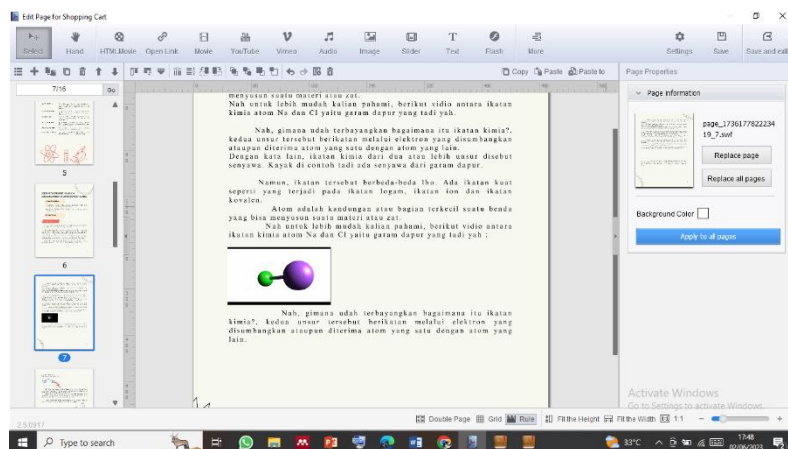 Edit Page for Shopping Cart
Select Hand HTMLMovie Open Link Movie YouTube Vimeo Audio Image Slider Text Flash More Settings Save Save and exit
Copy Paste Paste to Page Properties
7/16 Go
Page Information
menyusun suatu materi atau zat.
Nah untuk lebih mudah kalian pahami, berikut vidio antara ikatan
kimia atom Na dan Cl yaitu garam dapur yang tadi yah.
Nah, gimana udah terbayangkan bagaimana itu ikatan kimia?,
kedua unsur tersebut berikatan melalui elektron yang disumbangkan
ataupun diterima atom yang satu dengan atom yang lain.
Dengan kata lain, ikatan kimia dari dua atau lebih unsur disebut
senyawa. Kayak di contoh tadi ada senyawa dari garam dapur.
Namun, ikatan tersebut berbeda-beda lho. Ada ikatan kuat
seperti yang terjadi pada ikatan logam, ikatan ion dan ikatan
kovalen.
Atom adalah kandungan atau bagian terkecil suatu benda
yang bisa menyusun suatu materi atau zat.
Nah untuk lebih mudah kalian pahami, berikut vidio antara
ikatan kimia atom Na dan Cl yaitu garam dapur yang tadi yah :
Nah, gimana udah terbayangkan bagaimana itu ikatan
kimia?, kedua unsur tersebut berikatan melalui elektron yang
disumbangkan ataupun diterima atom yang satu dengan atom yang
lain.
5
6
7
page_1736177822234
19_7.swf
Replace page
Replace all pages
Background Color
Apply to all pages
Activate Windows
Go to Settings to activate Windows.
2.5.0917
Double Page Grid Rule Fit the Height Fit the Width 1:1
Type to search
33°C
17:48
02/06/2023